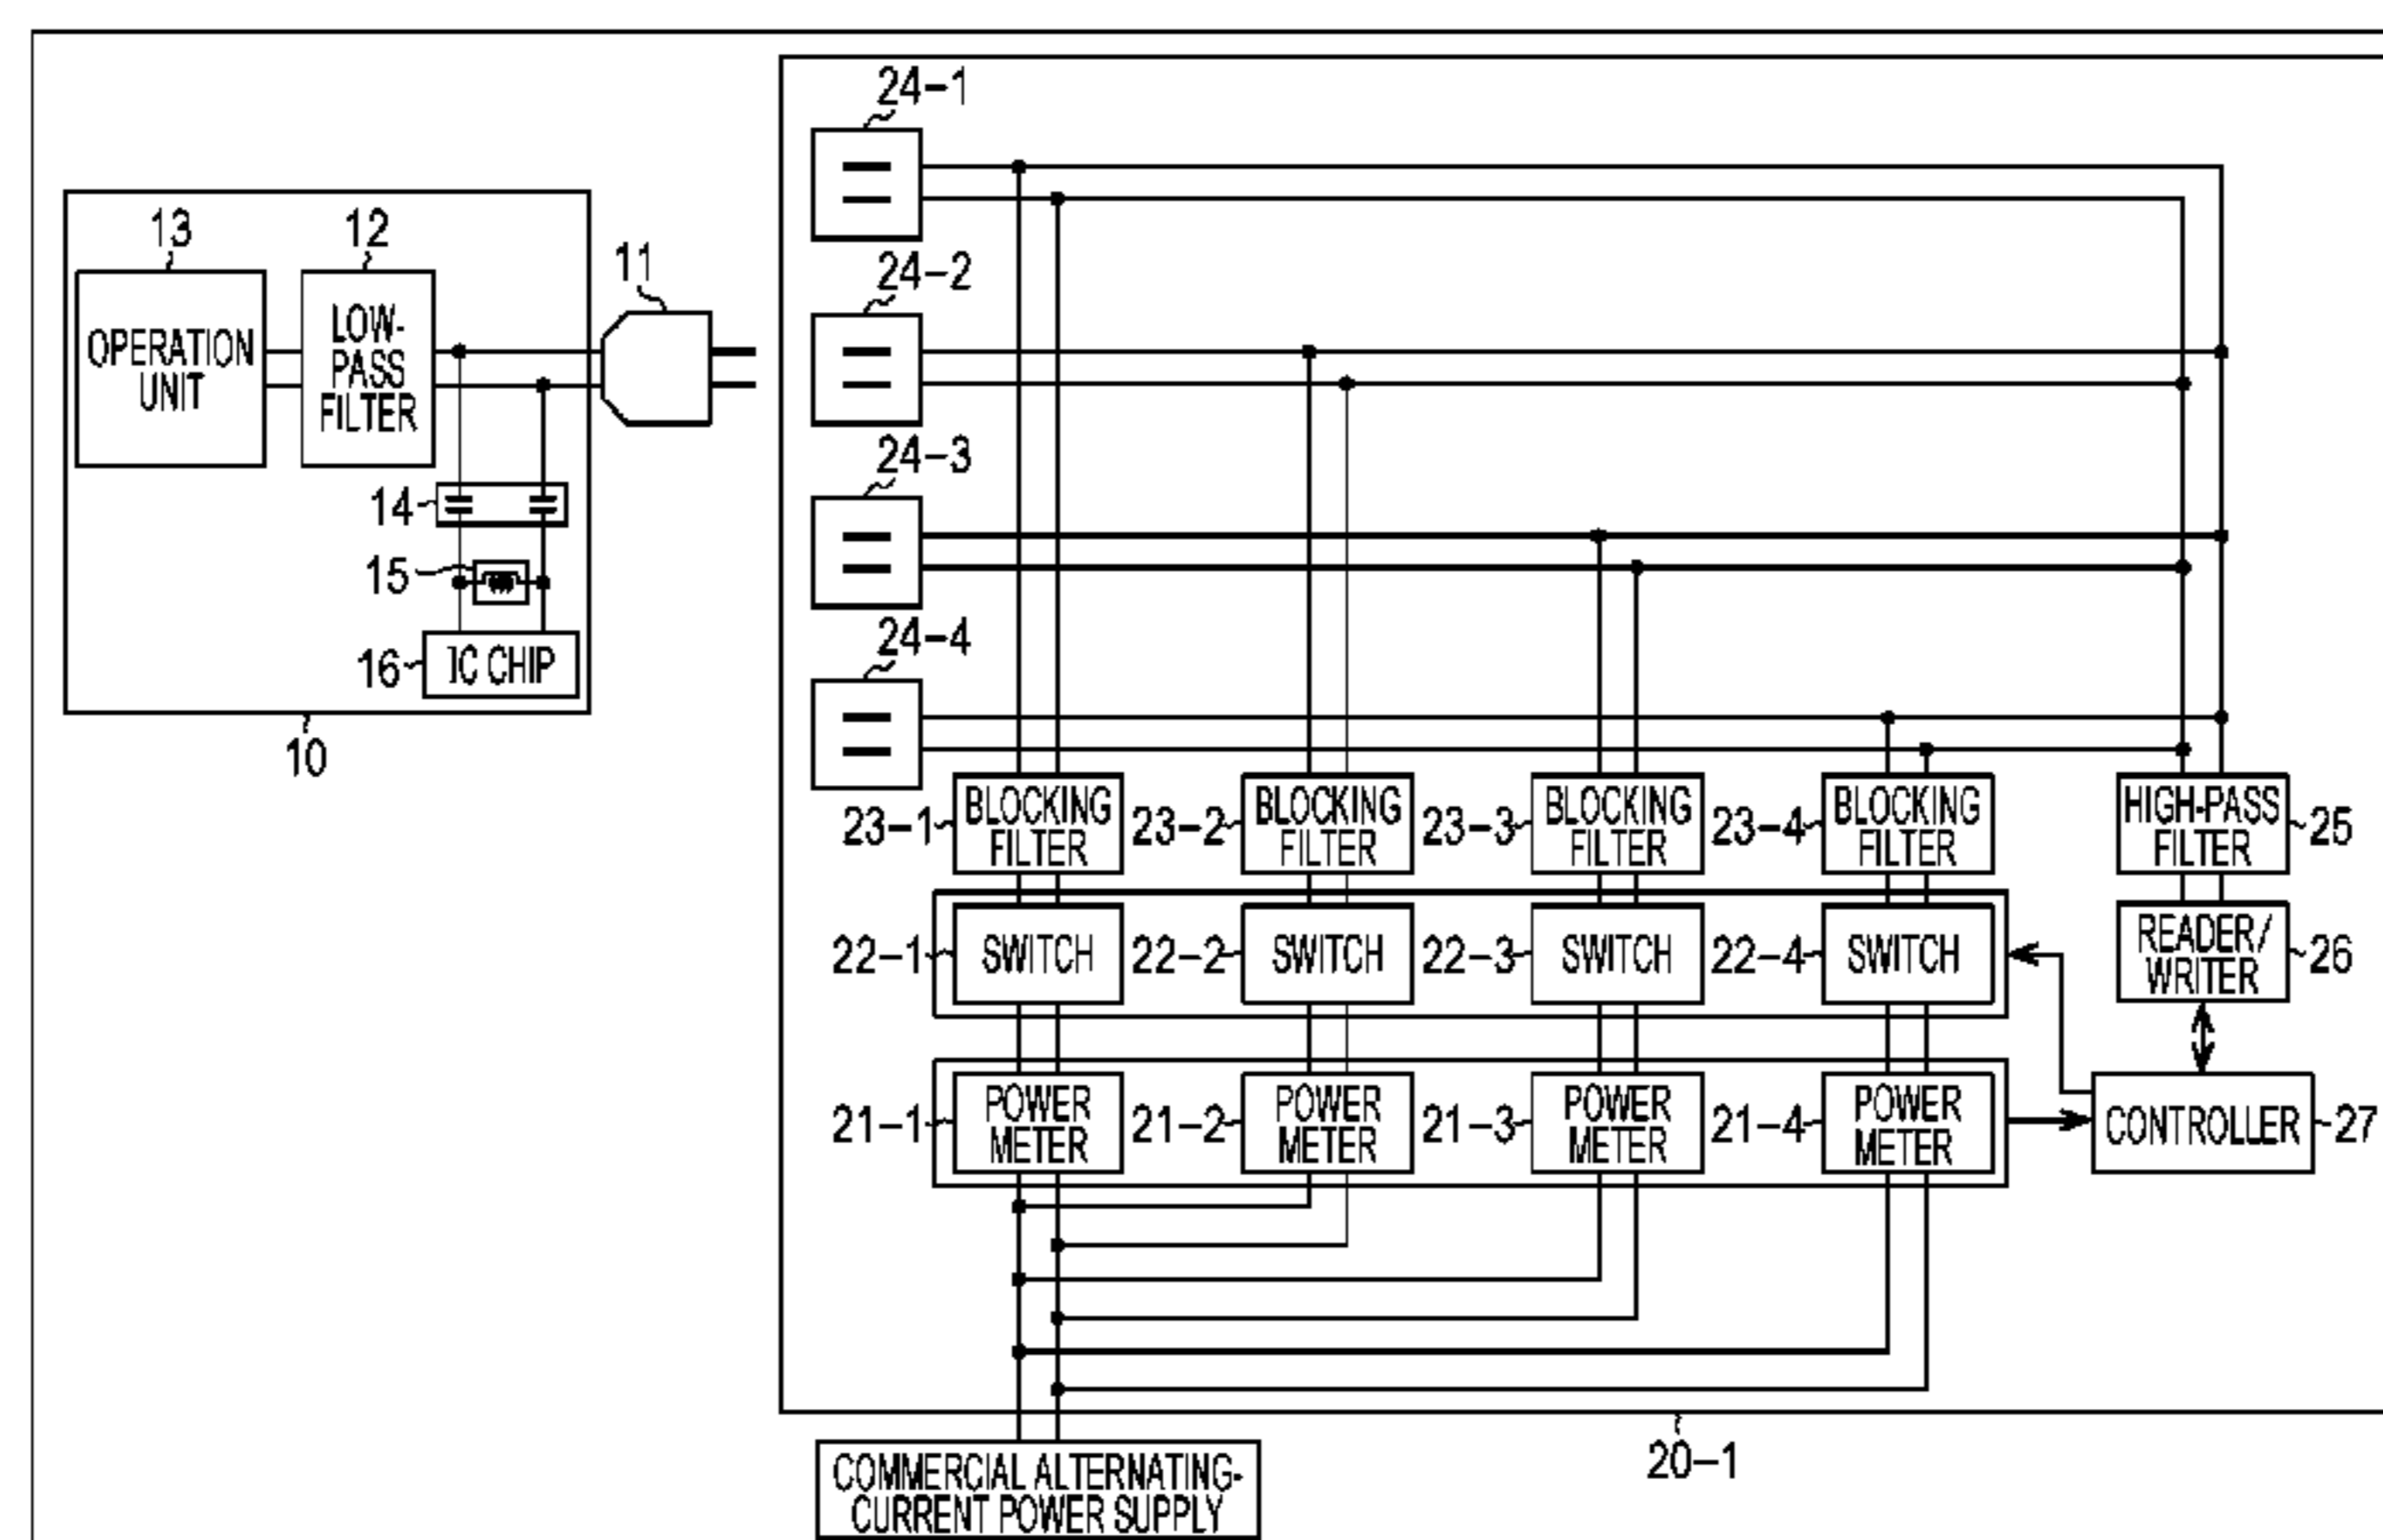 24-1
13
12
11
24-2
OPERATION
UNIT
LOW-
PASS
FILTER
24-3
14
15
24-4
16
IC CHIP
10
23-1
BLOCKING
FILTER
23-2
BLOCKING
FILTER
23-3
BLOCKING
FILTER
23-4
BLOCKING
FILTER
HIGH-PASS
FILTER
25
22-1
SWITCH
22-2
SWITCH
22-3
SWITCH
22-4
SWITCH
READER/
WRITER
26
21-1
POWER
METER
21-2
POWER
METER
21-3
POWER
METER
21-4
POWER
METER
CONTROLLER
27
20-1
COMMERCIAL ALTERNATING-
CURRENT POWER SUPPLY